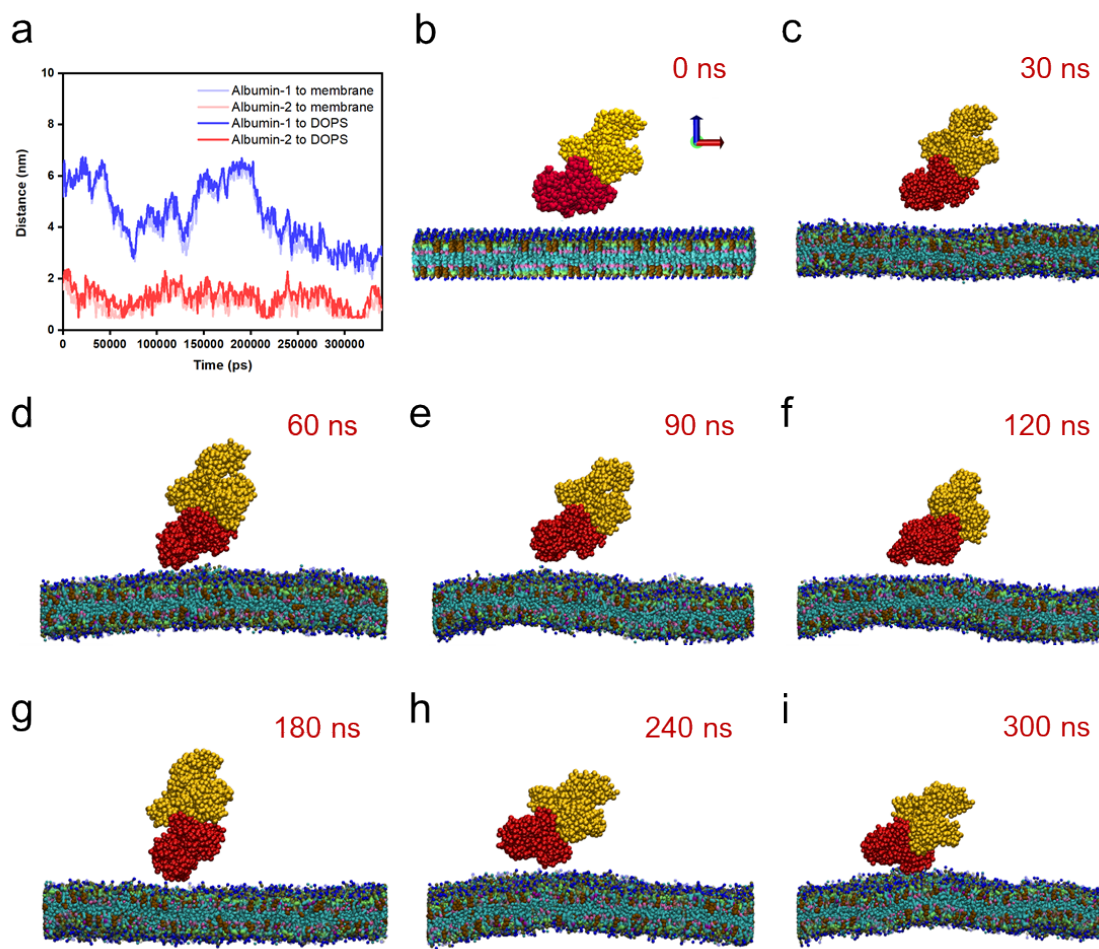 a
10
8
6
4
2
0
Distance (nm)
Albumin-1 to membrane
Albumin-2 to membrane
Albumin-1 to DOPS
Albumin-2 to DOPS
0 50000 100000 150000 200000 250000 300000
Time (ps)
b
0 ns
c
30 ns
d
60 ns
e
90 ns
f
120 ns
g
180 ns
h
240 ns
i
300 ns